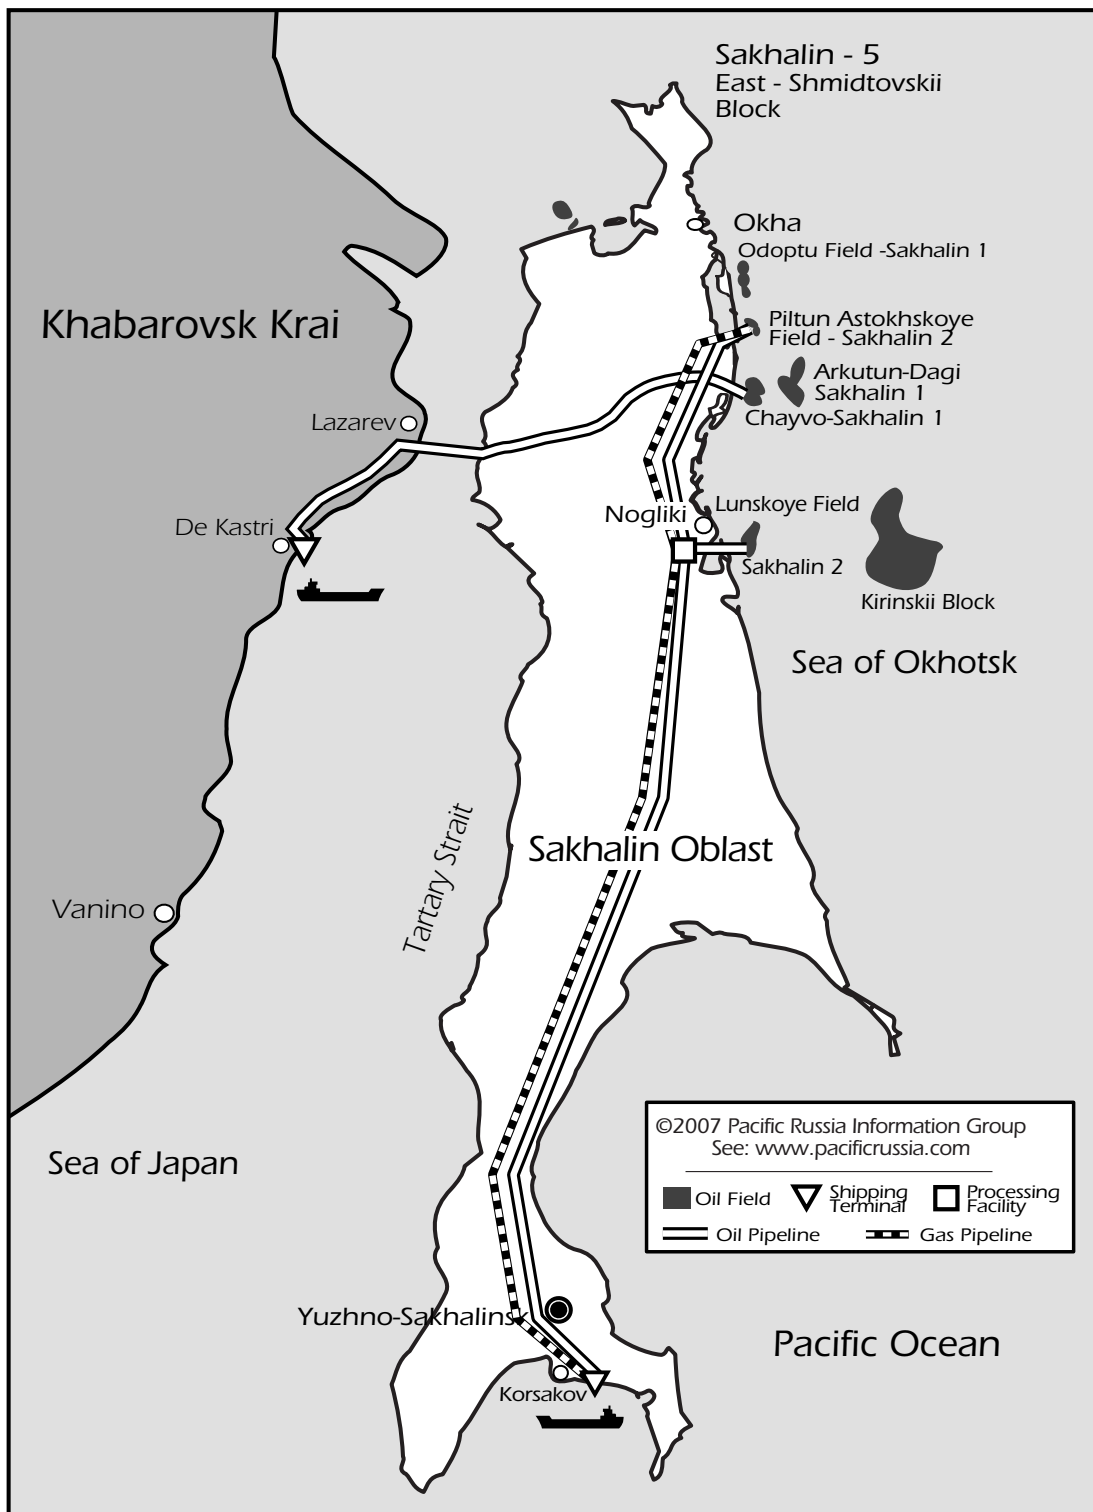 Sakhalin - 5
East - Shmidtovskii
Block
Okha
Odoptu Field -Sakhalin 1
Khabarovsk Krai
Piltun Astokhskoye
Field - Sakhalin 2
Arkutun-Dagi
Sakhalin 1
Chayvo-Sakhalin 1
Lazarev
De Kastri
Nogliki
Lunskoye Field
Sakhalin 2
Kirinskii Block
Sea of Okhotsk
Tartary Strait
Sakhalin Oblast
Vanino
Sea of Japan
©2007 Pacific Russia Information Group
See: www.pacificrussia.com
Oil Field
Shipping
Terminal
Processing
Facility
Oil Pipeline
Gas Pipeline
Yuzhno-Sakhalinsk
Pacific Ocean
Korsakov